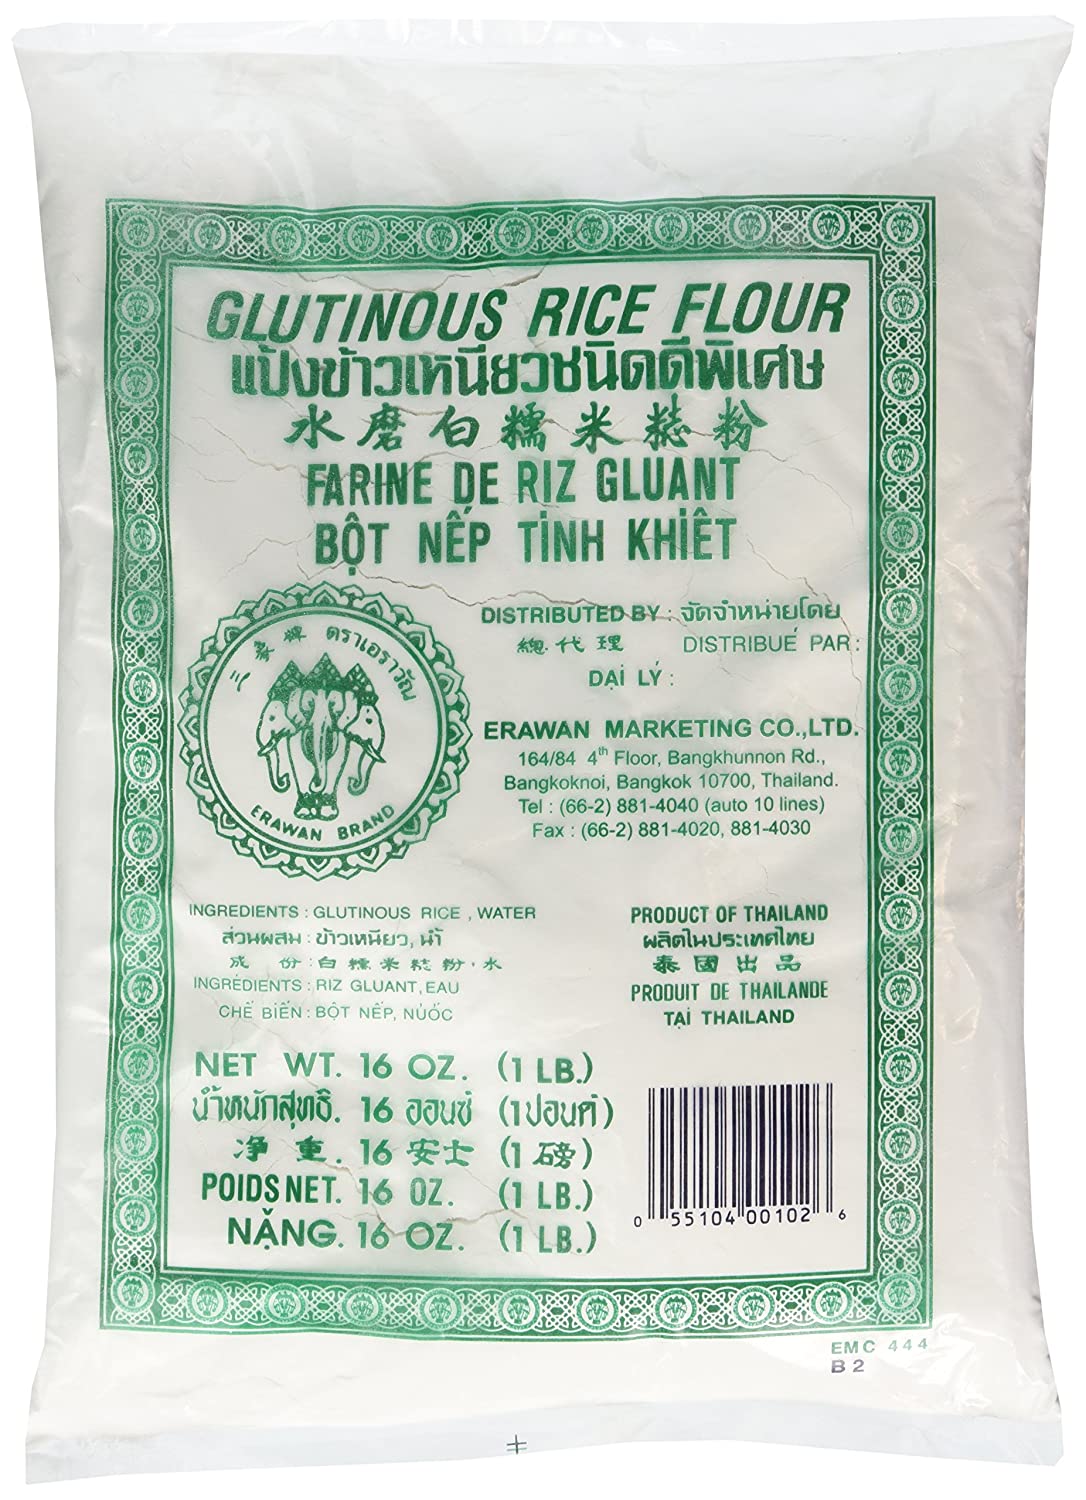 GLUTINOUS RICE FLOUR
แป้งข้าวเหนียวชนิดดีพิเศษ
水磨白糯米粉
FARINE DE RIZ GLUANT
BỘT NẾP TINH KHIẾT
三象牌 ตราเอราวัณ
ERAWAN BRAND
DISTRIBUTED BY : จัดจำหน่ายโดย
總代理 DISTRIBUÉ PAR :
DẠI LÝ :
ERAWAN MARKETING CO.,LTD.
164/84 4th Floor, Bangkhunnon Rd.,
Bangkoknoi, Bangkok 10700, Thailand.
Tel : (66-2) 881-4040 (auto 10 lines)
Fax : (66-2) 881-4020, 881-4030
INGREDIENTS : GLUTINOUS RICE , WATER
ส่วนผสม : ข้าวเหนียว, น้ำ
成份 : 白糯米粉 , 水
INGRÉDIENTS : RIZ GLUANT, EAU
CHẾ BIẾN : BỘT NẾP, NƯỚC
PRODUCT OF THAILAND
ผลิตในประเทศไทย
泰國出品
PRODUIT DE THAILANDE
TẠI THAILAND
NET WT. 16 OZ. (1 LB.)
น้ำหนักสุทธิ. 16 ออนซ์ (1 ปอนด์)
净重. 16 安士 (1 磅)
POIDS NET. 16 OZ. (1 LB.)
NẶNG. 16 OZ. (1 LB.)
0 55104 00102 6
EMC 444
B 2